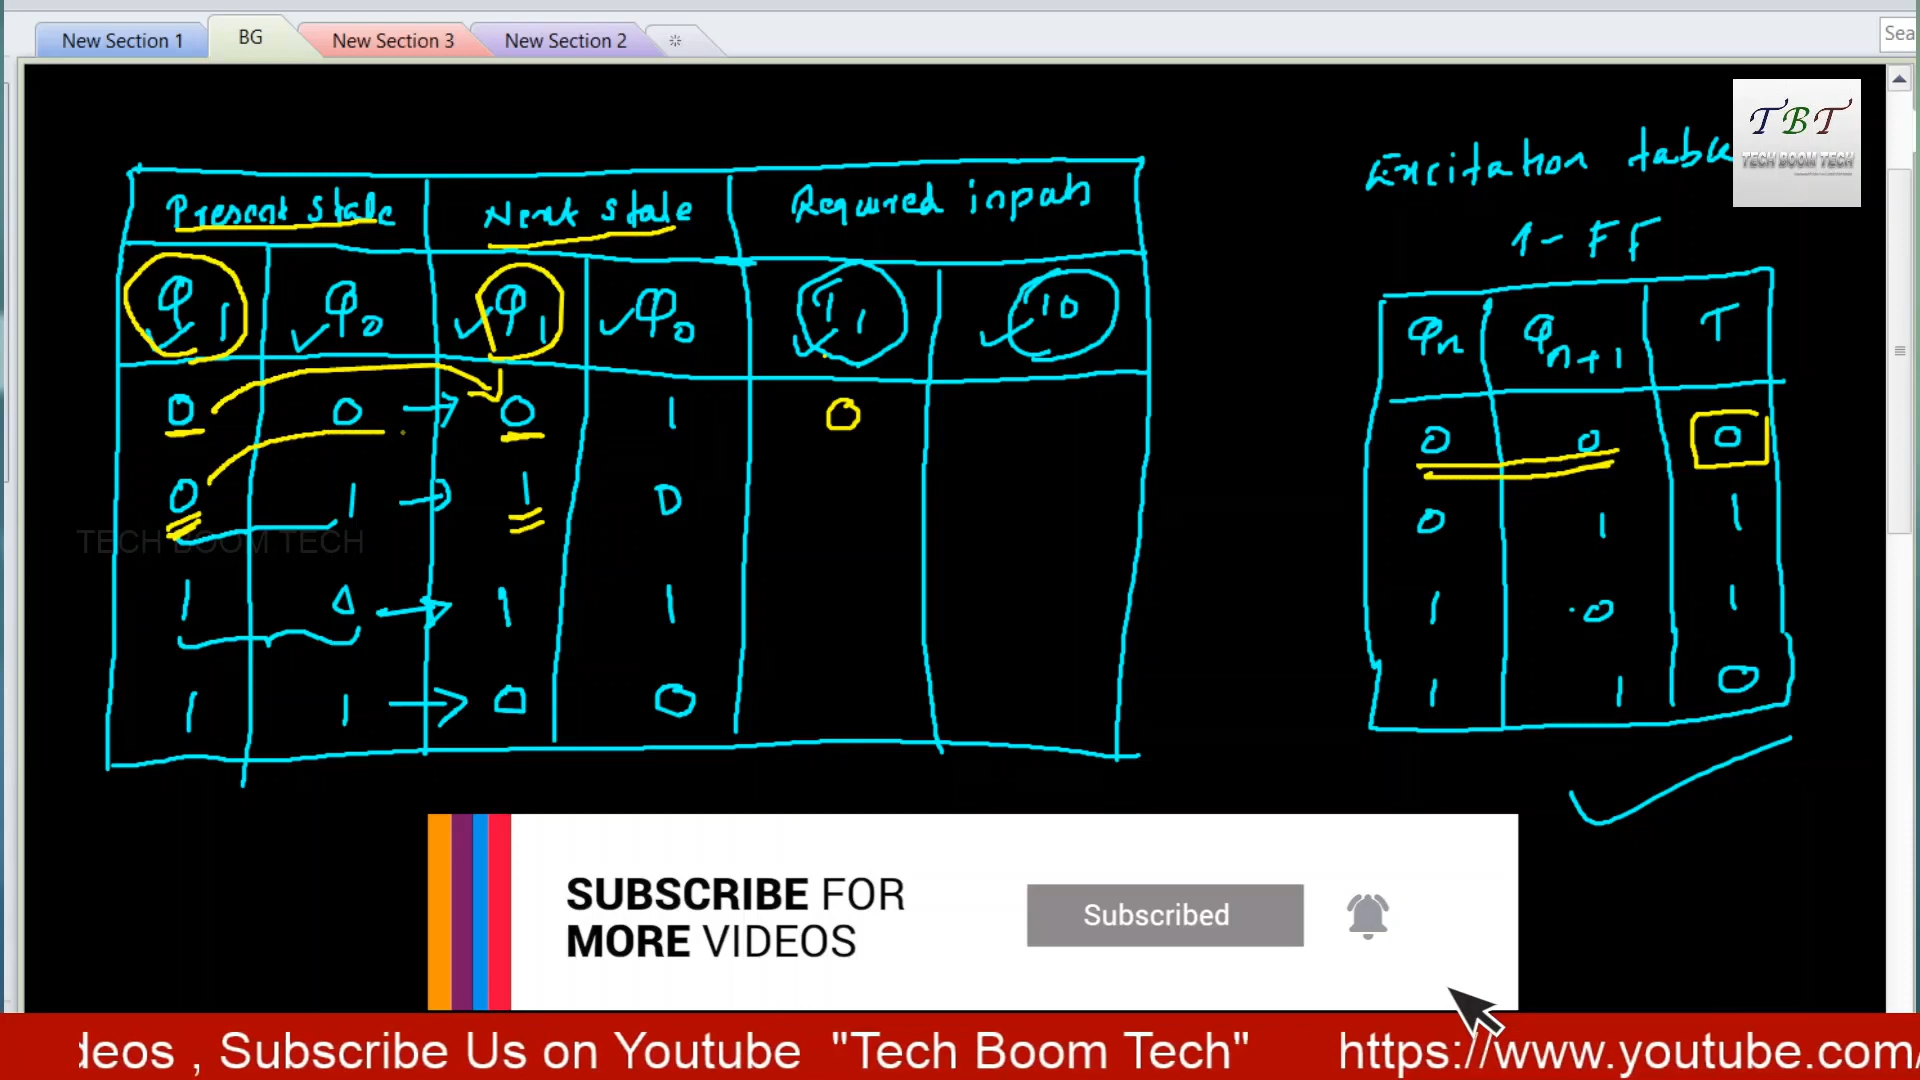 New Section 1 BG New Section 3 New Section 2
Sea
TBT
TECH BOOM TECH
Excitation table
T - FF
Present state Next state Required inputs
Q1 Q0 Q1 Q0 T1 T0
0 0 → 0 1 0
0 1 → 1 0
1 0 → 1 1
1 1 → 0 0
TECH BOOM TECH
Qn Qn+1 T
0 0 0
0 1 1
1 0 1
1 1 0
SUBSCRIBE FOR
MORE VIDEOS
Subscribed
deos , Subscribe Us on Youtube "Tech Boom Tech" https://www.youtube.com/